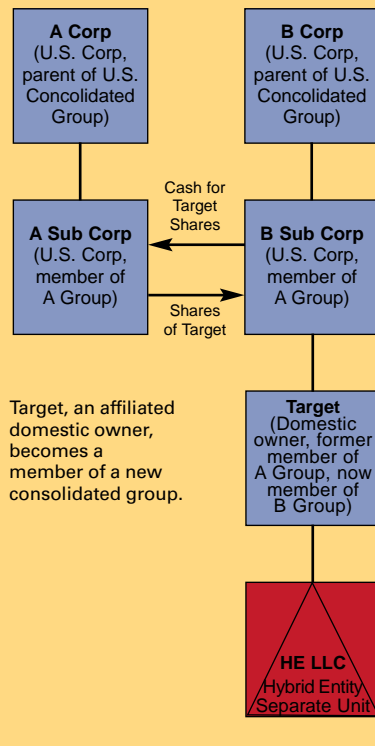 A Corp
(U.S. Corp,
parent of U.S.
Concolidated
Group)
B Corp
(U.S. Corp,
parent of U.S.
Concolidated
Group)
Cash for
Target
Shares
A Sub Corp
(U.S. Corp,
member of
A Group)
B Sub Corp
(U.S. Corp,
member of
A Group)
Shares
of Target
Target, an affiliated
domestic owner,
becomes a
member of a new
consolidated group.
Target
(Domestic
owner, former
member of
A Group, now
member of
B Group)
HE LLC
Hybrid Entity
Separate Unit